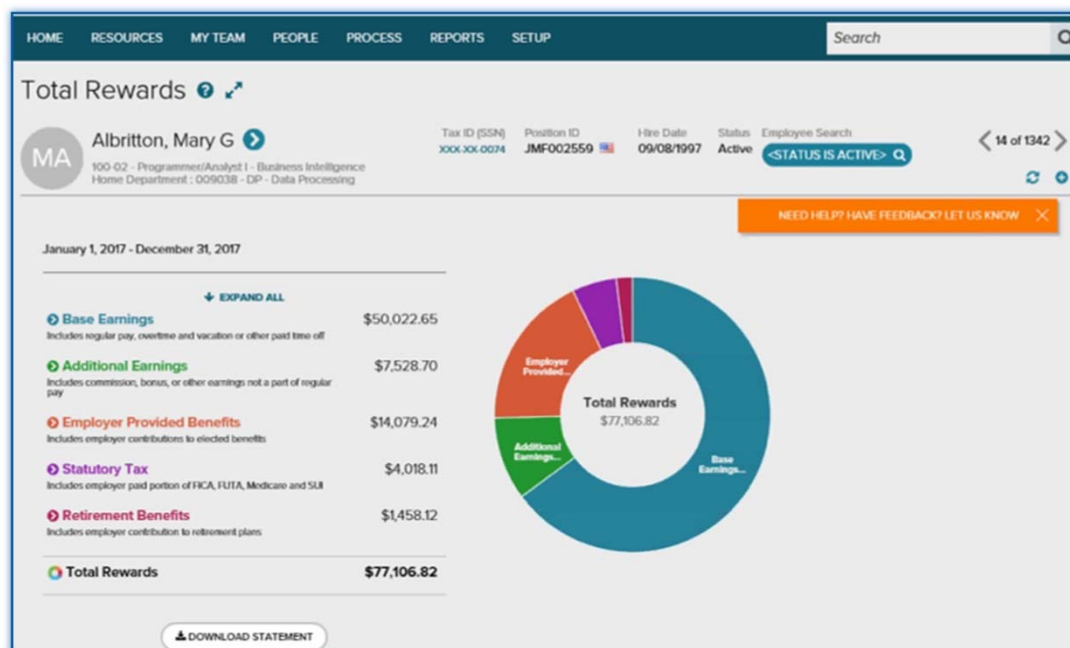 HOME RESOURCES MY TEAM PEOPLE PROCESS REPORTS SETUP Search
Total Rewards ?
MA
Albritton, Mary G
100-02 - Programmer/Analyst I - Business Intelligence
Home Department : 009038 - DP - Data Processing
Tax ID (SSN) Position ID Hire Date Status Employee Search
XXX-XX-0074 JMF002559 09/08/1997 Active <STATUS IS ACTIVE>
14 of 1342
NEED HELP? HAVE FEEDBACK? LET US KNOW
January 1, 2017 - December 31, 2017
EXPAND ALL
Base Earnings $50,022.65
Includes regular pay, overtime and vacation or other paid time off
Additional Earnings $7,528.70
Includes commission, bonus, or other earnings not a part of regular
pay
Employer Provided Benefits $14,079.24
Includes employer contributions to elected benefits
Statutory Tax $4,018.11
Includes employer paid portion of FICA, FUTA, Medicare and SUI
Retirement Benefits $1,458.12
Includes employer contribution to retirement plans
Total Rewards $77,106.82
DOWNLOAD STATEMENT
Employer
Provided...
Additional
Earnings...
Total Rewards
$77,106.82
Base
Earnings...